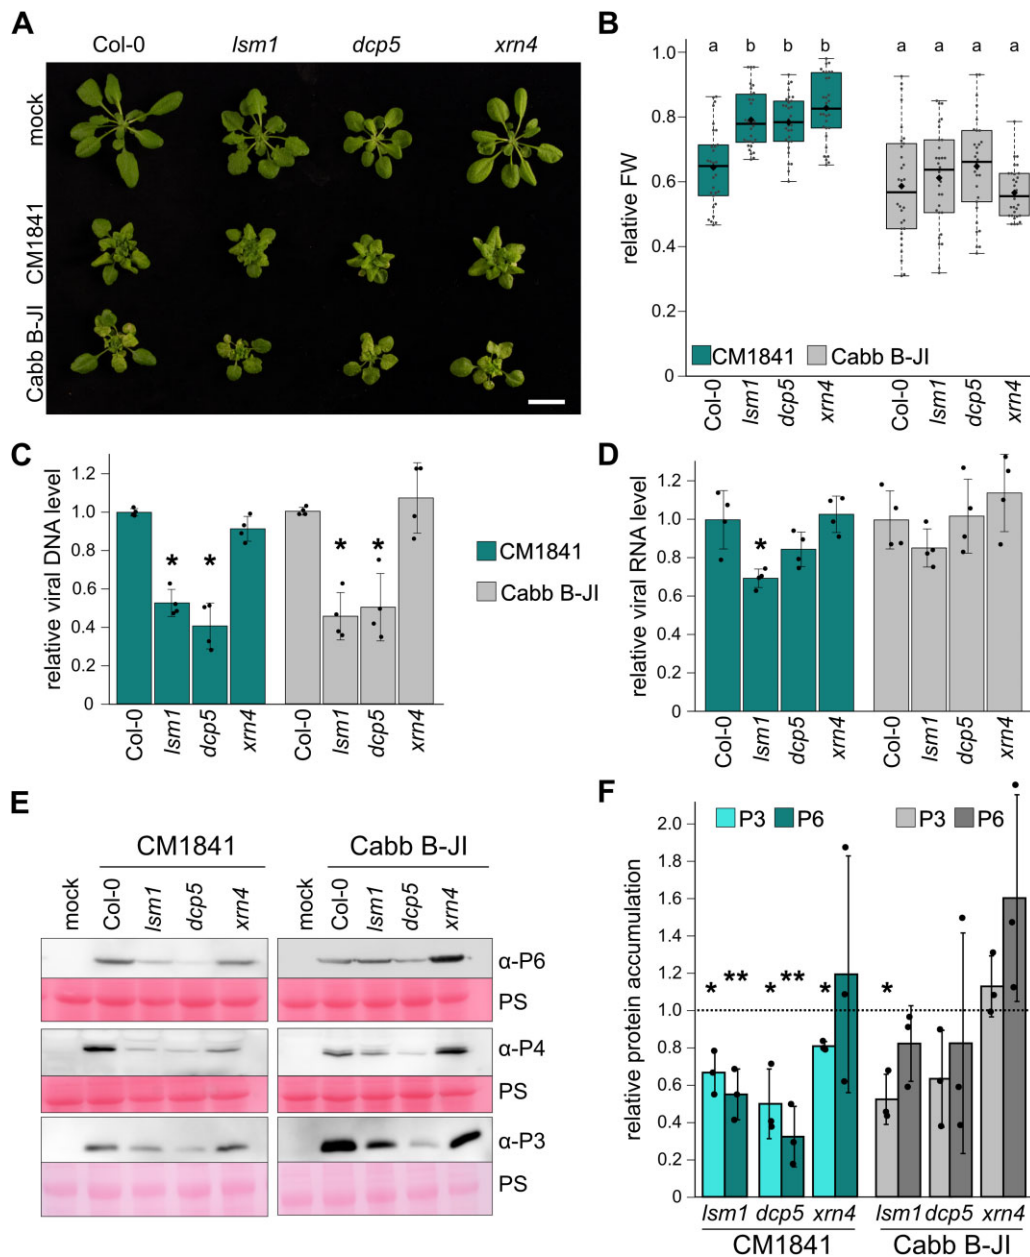 A
Col-0 lsm1 dcp5 xrn4
mock
CM1841
Cabb B-JI
B
relative FW
a b b b a a a a
1.0
0.8
0.6
0.4
0.2
0.0
CM1841 Cabb B-JI
Col-0 lsm1 dcp5 xrn4 Col-0 lsm1 dcp5 xrn4
C
relative viral DNA level
1.2
1.0
0.8
0.6
0.4
0
* * * *
CM1841
Cabb B-JI
Col-0 lsm1 dcp5 xrn4 Col-0 lsm1 dcp5 xrn4
D
relative viral RNA level
1.2
1.0
0.8
0.6
0.4
0
*
Col-0 lsm1 dcp5 xrn4 Col-0 lsm1 dcp5 xrn4
E
CM1841 Cabb B-JI
mock Col-0 lsm1 dcp5 xrn4 mock Col-0 lsm1 dcp5 xrn4
α-P6
PS
α-P4
PS
α-P3
PS
F
relative protein accumulation
P3 P6 P3 P6
2.0
1.8
1.6
1.4
1.2
1.0
0.8
0.6
0.4
0.2
0
* ** * ** * *
lsm1 dcp5 xrn4 lsm1 dcp5 xrn4
CM1841 Cabb B-JI